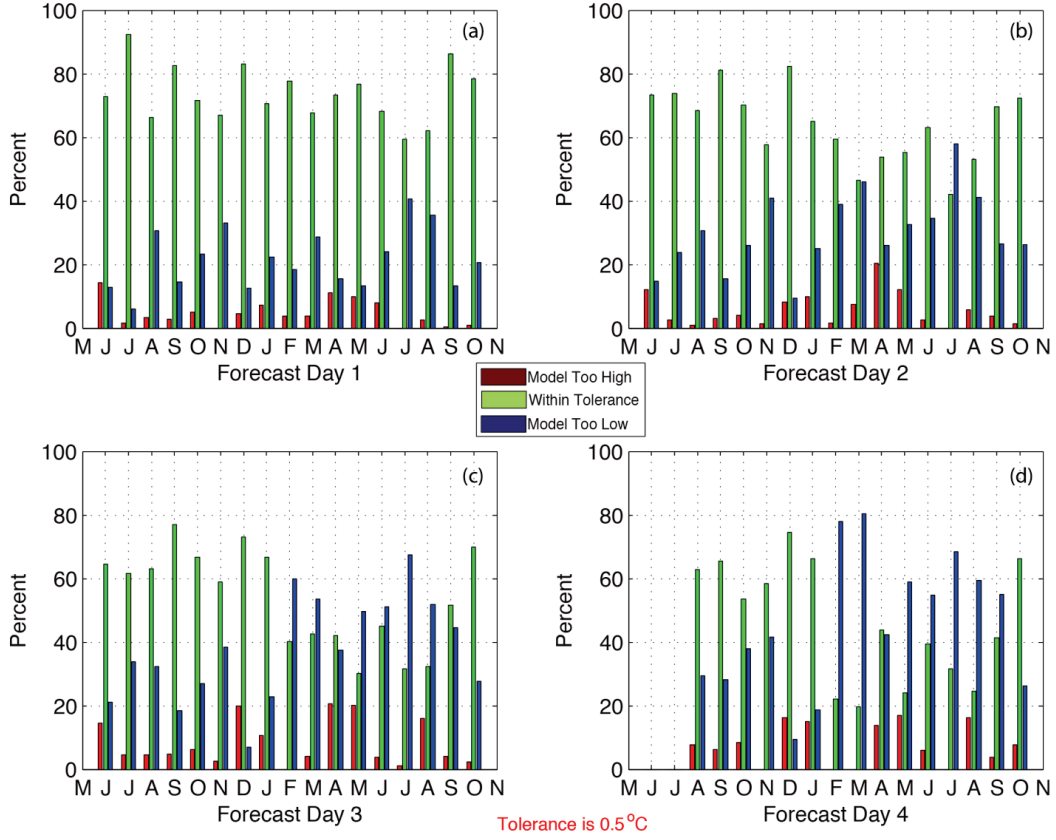 100
80
60
40
20
0
Percent
(a)
M J J A S O N D J F M A M J J A S O N
Forecast Day 1
100
80
60
40
20
0
Percent
(b)
M J J A S O N D J F M A M J J A S O N
Forecast Day 2
Model Too High
Within Tolerance
Model Too Low
100
80
60
40
20
0
Percent
(c)
M J J A S O N D J F M A M J J A S O N
Forecast Day 3
100
80
60
40
20
0
Percent
(d)
M J J A S O N D J F M A M J J A S O N
Forecast Day 4
Tolerance is 0.5°C